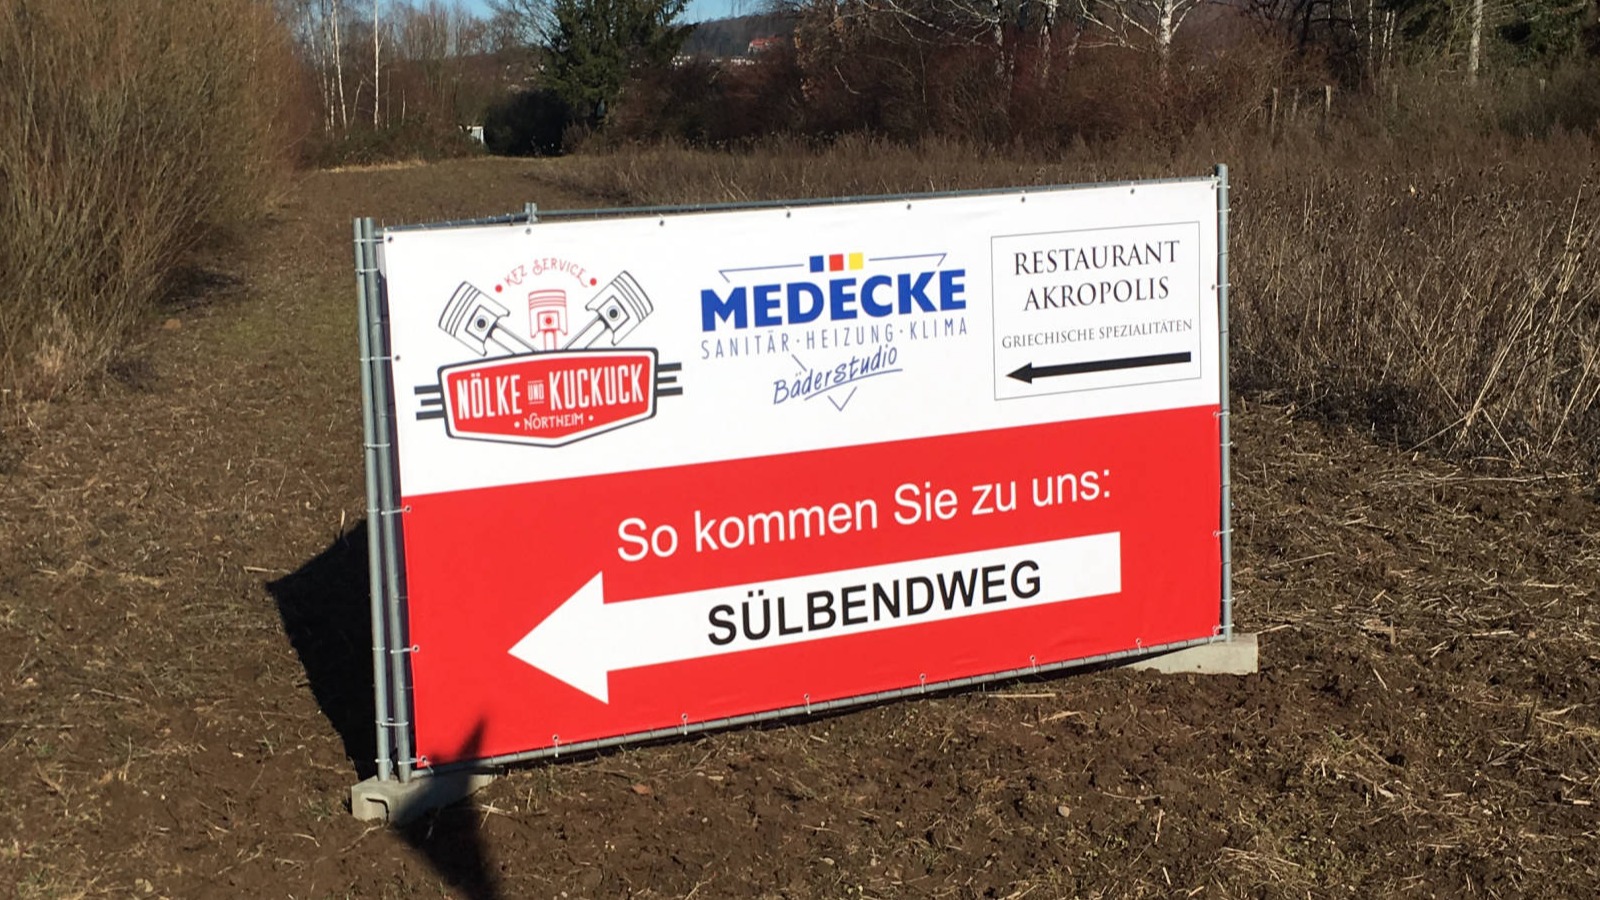 KFZ SERVICE
NÖLKE UND KUCKUCK
NORTHEIM
MEDECKE
SANITÄR · HEIZUNG · KLIMA
Bäderstudio
RESTAURANT
AKROPOLIS
GRIECHISCHE SPEZIALITÄTEN
So kommen Sie zu uns:
SÜLBENDWEG